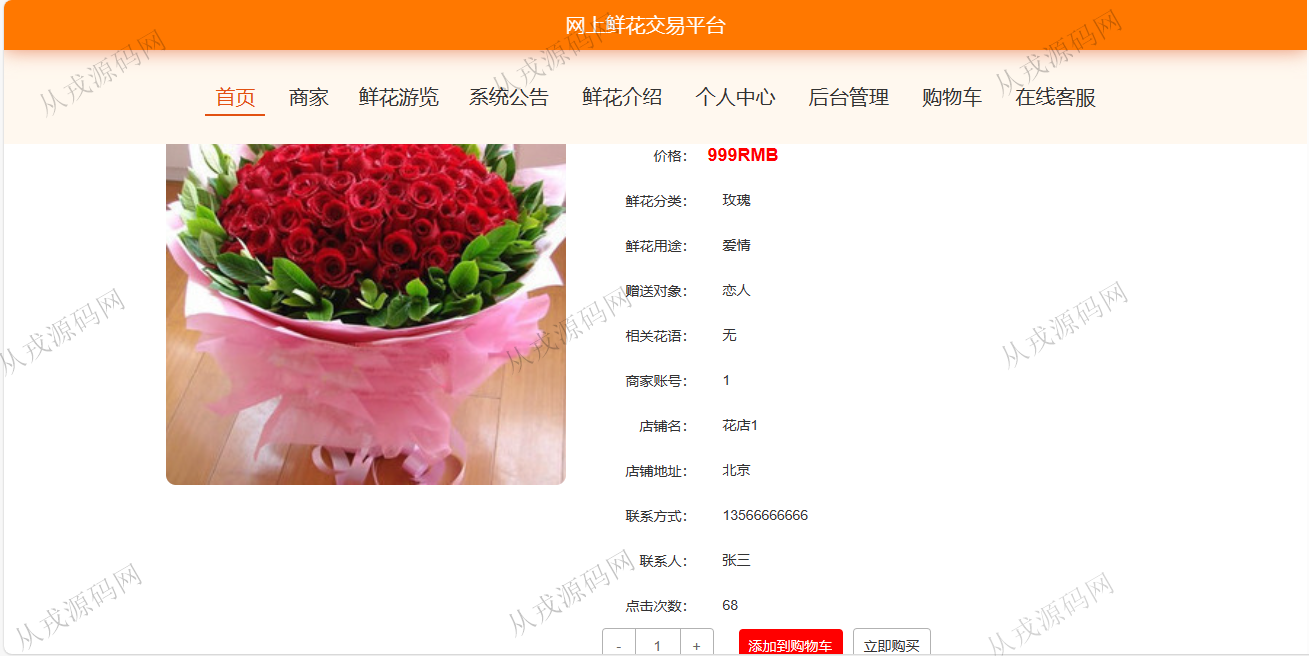 网上鲜花交易平台
首页 商家 鲜花游览 系统公告 鲜花介绍 个人中心 后台管理 购物车 在线客服
价格: 999RMB
鲜花分类: 玫瑰
鲜花用途: 爱情
赠送对象: 恋人
相关花语: 无
商家账号: 1
店铺名: 花店1
店铺地址: 北京
联系方式: 13566666666
联系人: 张三
点击次数: 68
- 1 + 添加到购物车 立即购买
从戎源码网
从戎源码网
从戎源码网
从戎源码网
从戎源码网
从戎源码网
从戎源码网
从戎源码网
从戎源码网